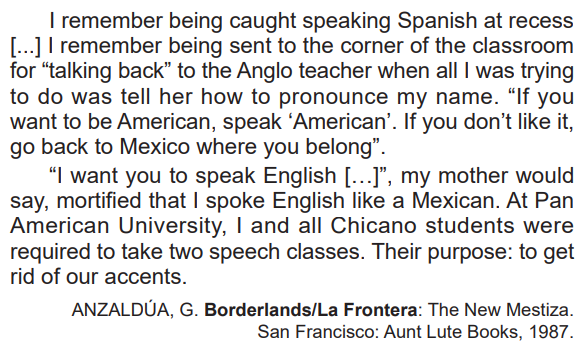 I remember being caught speaking Spanish at recess
[...] I remember being sent to the corner of the classroom
for “talking back” to the Anglo teacher when all I was trying
to do was tell her how to pronounce my name. “If you
want to be American, speak ‘American’. If you don’t like it,
go back to Mexico where you belong”.
“I want you to speak English […]”, my mother would
say, mortified that I spoke English like a Mexican. At Pan
American University, I and all Chicano students were
required to take two speech classes. Their purpose: to get
rid of our accents.
ANZALDÚA, G. Borderlands/La Frontera: The New Mestiza.
San Francisco: Aunt Lute Books, 1987.